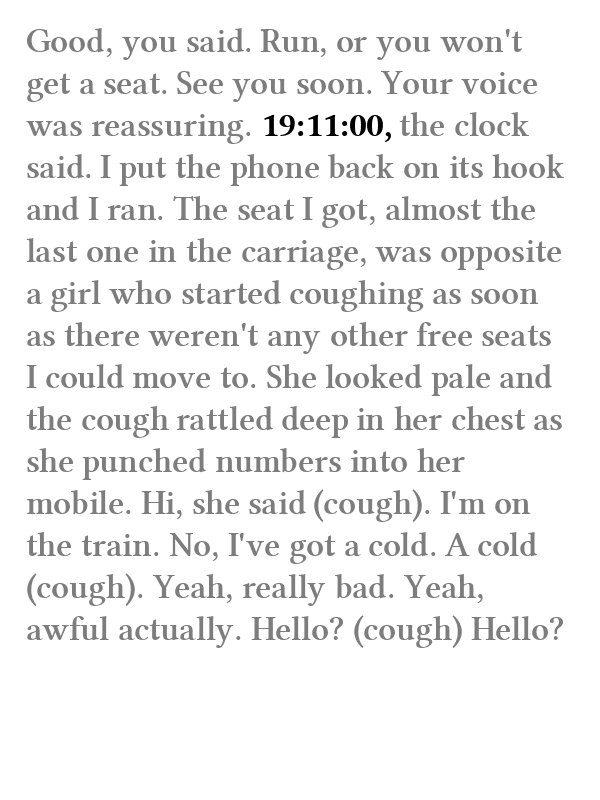 Good, you said. Run, or you won't
get a seat. See you soon. Your voice
was reassuring. 19:11:00, the clock
said. I put the phone back on its hook
and I ran. The seat I got, almost the
last one in the carriage, was opposite
a girl who started coughing as soon
as there weren't any other free seats
I could move to. She looked pale and
the cough rattled deep in her chest as
she punched numbers into her
mobile. Hi, she said (cough). I'm on
the train. No, I've got a cold. A cold
(cough). Yeah, really bad. Yeah,
awful actually. Hello? (cough) Hello?